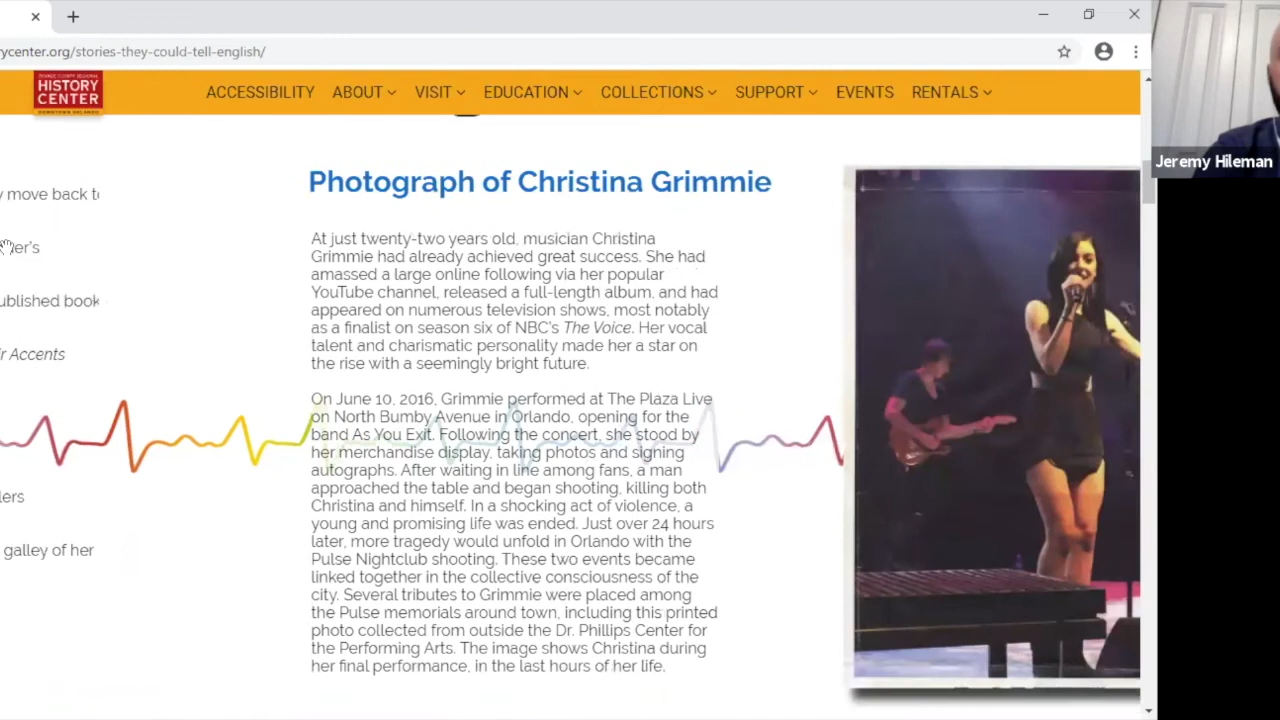 ycenter.org/stories-they-could-tell-english/
HISTORY
CENTER
ACCESSIBILITY ABOUT VISIT EDUCATION COLLECTIONS SUPPORT EVENTS RENTALS
Jeremy Hileman
move back to
ublished book
Accents
lers
galley of her
Photograph of Christina Grimmie
At just twenty-two years old, musician Christina
Grimmie had already achieved great success. She had
amassed a large online following via her popular
YouTube channel, released a full-length album, and had
appeared on numerous television shows, most notably
as a finalist on season six of NBC's The Voice. Her vocal
talent and charismatic personality made her a star on
the rise with a seemingly bright future.
On June 10, 2016, Grimmie performed at The Plaza Live
on North Bumby Avenue in Orlando, opening for the
band As You Exit. Following the concert, she stood by
her merchandise display, taking photos and signing
autographs. After waiting in line among fans, a man
approached the table and began shooting, killing both
Christina and himself. In a shocking act of violence, a
young and promising life was ended. Just over 24 hours
later, more tragedy would unfold in Orlando with the
Pulse Nightclub shooting. These two events became
linked together in the collective consciousness of the
city. Several tributes to Grimmie were placed among
the Pulse memorials around town, including this printed
photo collected from outside the Dr. Phillips Center for
the Performing Arts. The image shows Christina during
her final performance, in the last hours of her life.